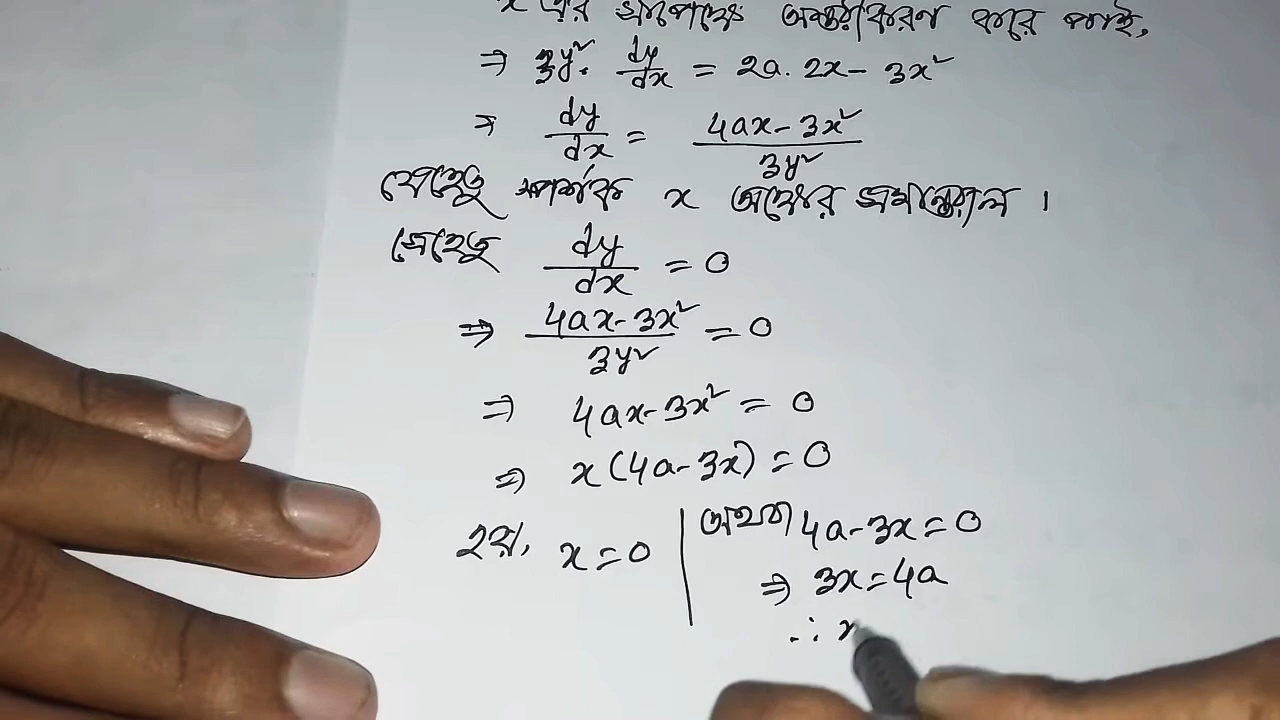 x এর সাপেক্ষে অন্তরীকরণ করে পাই,
⇒ 3y². dy/dx = 2a. 2x - 3x²
⇒ dy/dx = (4ax - 3x²)/3y²
যেহেতু স্পর্শক x অক্ষের সমান্তরাল ।
সেহেতু dy/dx = 0
⇒ (4ax - 3x²)/3y² = 0
⇒ 4ax - 3x² = 0
⇒ x(4a - 3x) = 0
হয়, x = 0 | অথবা 4a - 3x = 0
⇒ 3x = 4a
∴ x